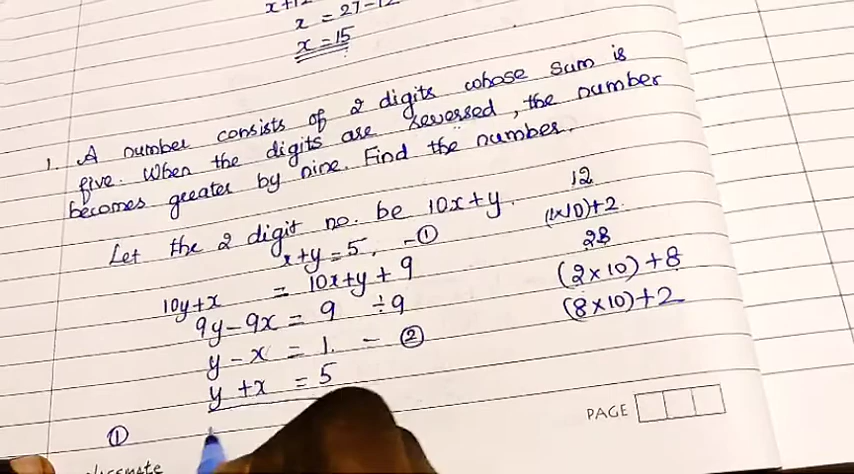 x = 27-12
x = 15
1. A number consists of 2 digits whose sum is
five. When the digits are reversed, the number
becomes greater by nine. Find the number.
Let the 2 digit no. be 10x+y.
x+y = 5, -①
10y+x = 10x+y + 9
9y-9x = 9 ÷9
y - x = 1. - ②
y + x = 5
①
12
(1×10)+2
28
(2×10)+8
(8×10)+2
PAGE
classmate